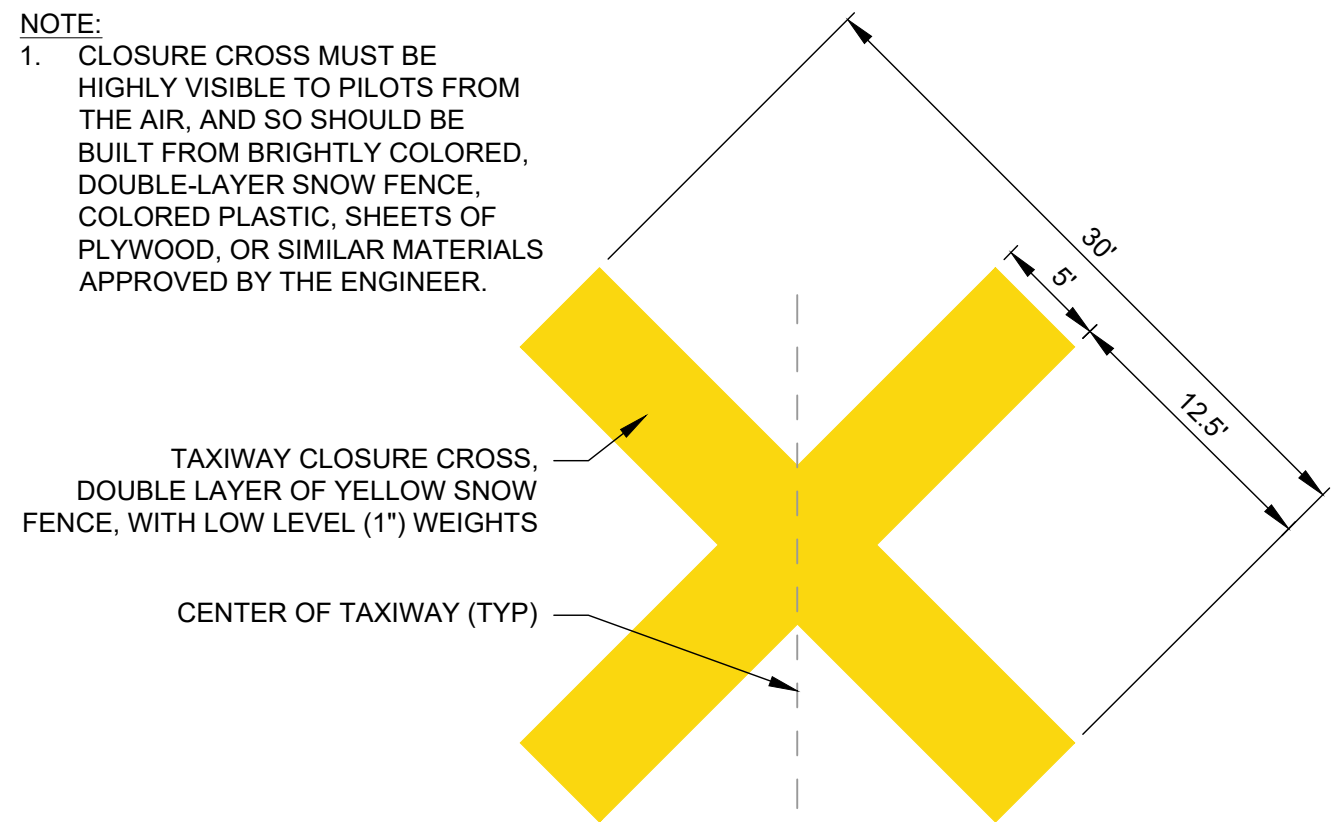 NOTE:
1. CLOSURE CROSS MUST BE
HIGHLY VISIBLE TO PILOTS FROM
THE AIR, AND SO SHOULD BE
BUILT FROM BRIGHTLY COLORED,
DOUBLE-LAYER SNOW FENCE,
COLORED PLASTIC, SHEETS OF
PLYWOOD, OR SIMILAR MATERIALS
APPROVED BY THE ENGINEER.
30'
5'
12.5'
TAXIWAY CLOSURE CROSS,
DOUBLE LAYER OF YELLOW SNOW
FENCE, WITH LOW LEVEL (1") WEIGHTS
CENTER OF TAXIWAY (TYP)